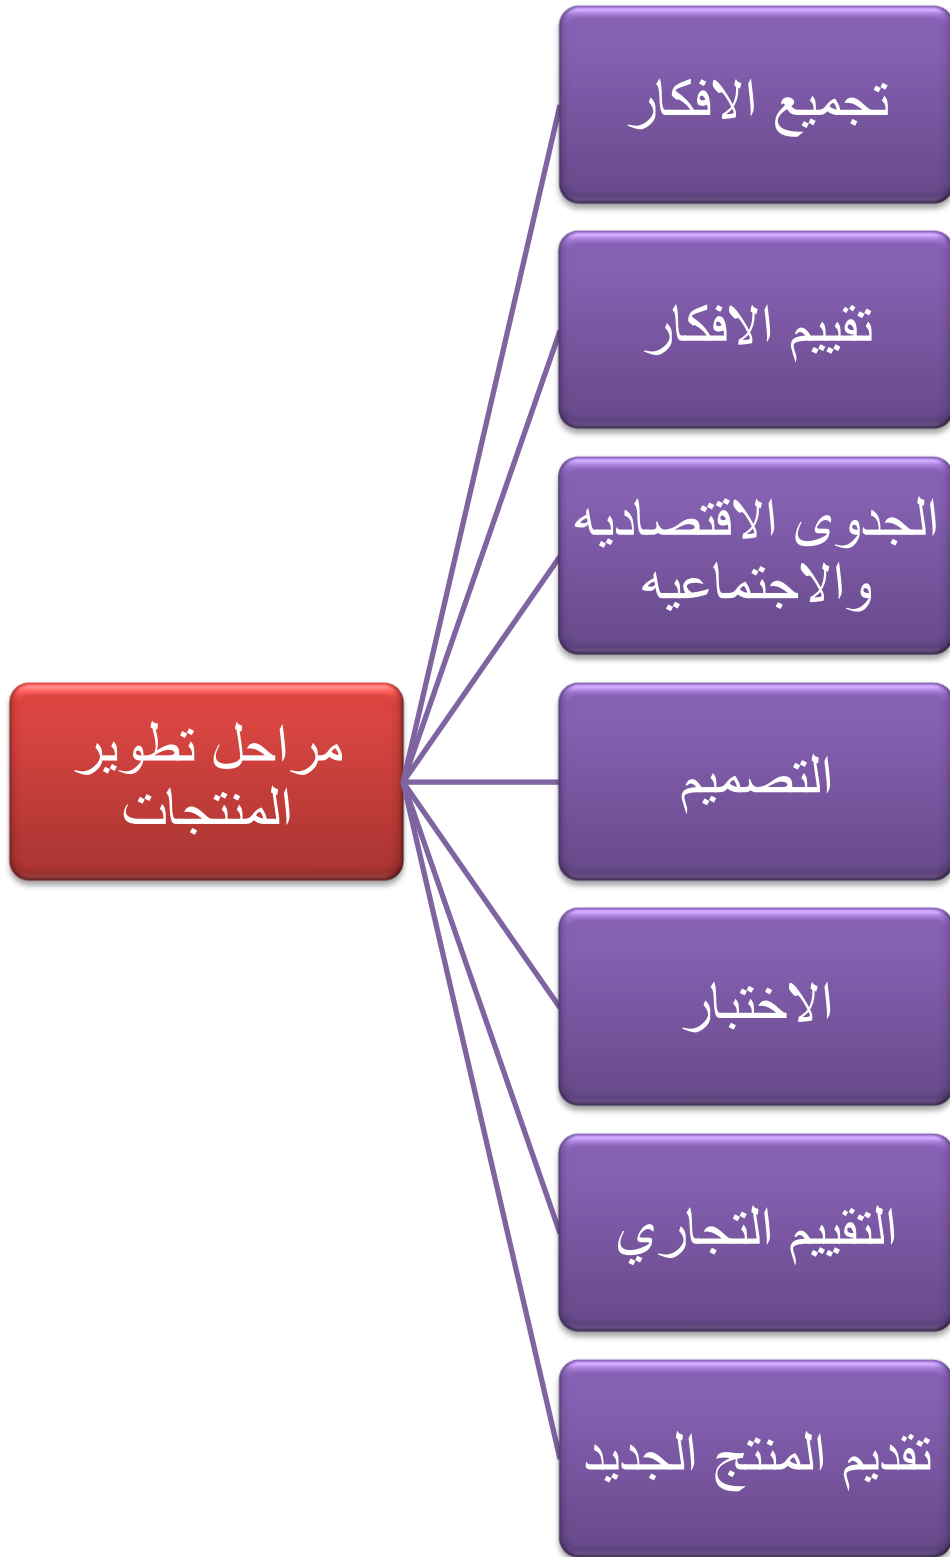 تجميع الافكار
تقييم الافكار
الجدوى الاقتصاديه
والاجتماعيه
مراحل تطوير
المنتجات
التصميم
الاختبار
التقييم التجاري
تقديم المنتج الجديد